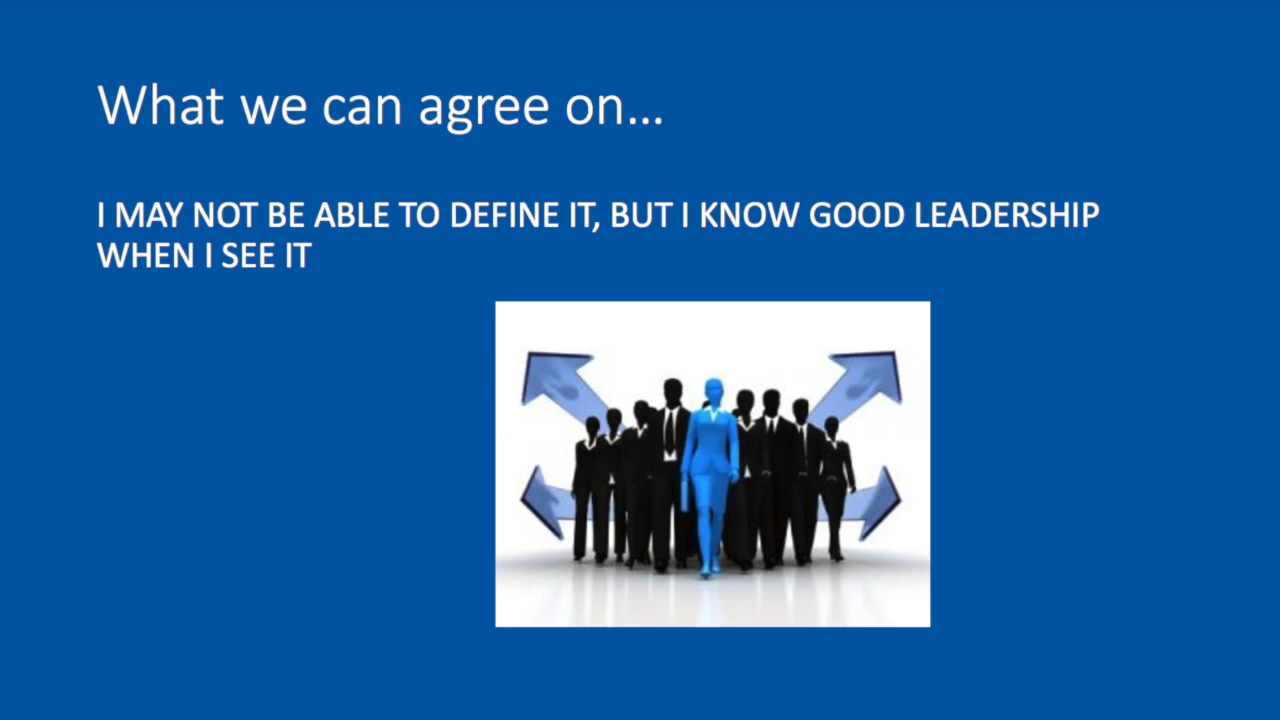 What we can agree on…
I MAY NOT BE ABLE TO DEFINE IT, BUT I KNOW GOOD LEADERSHIP
WHEN I SEE IT